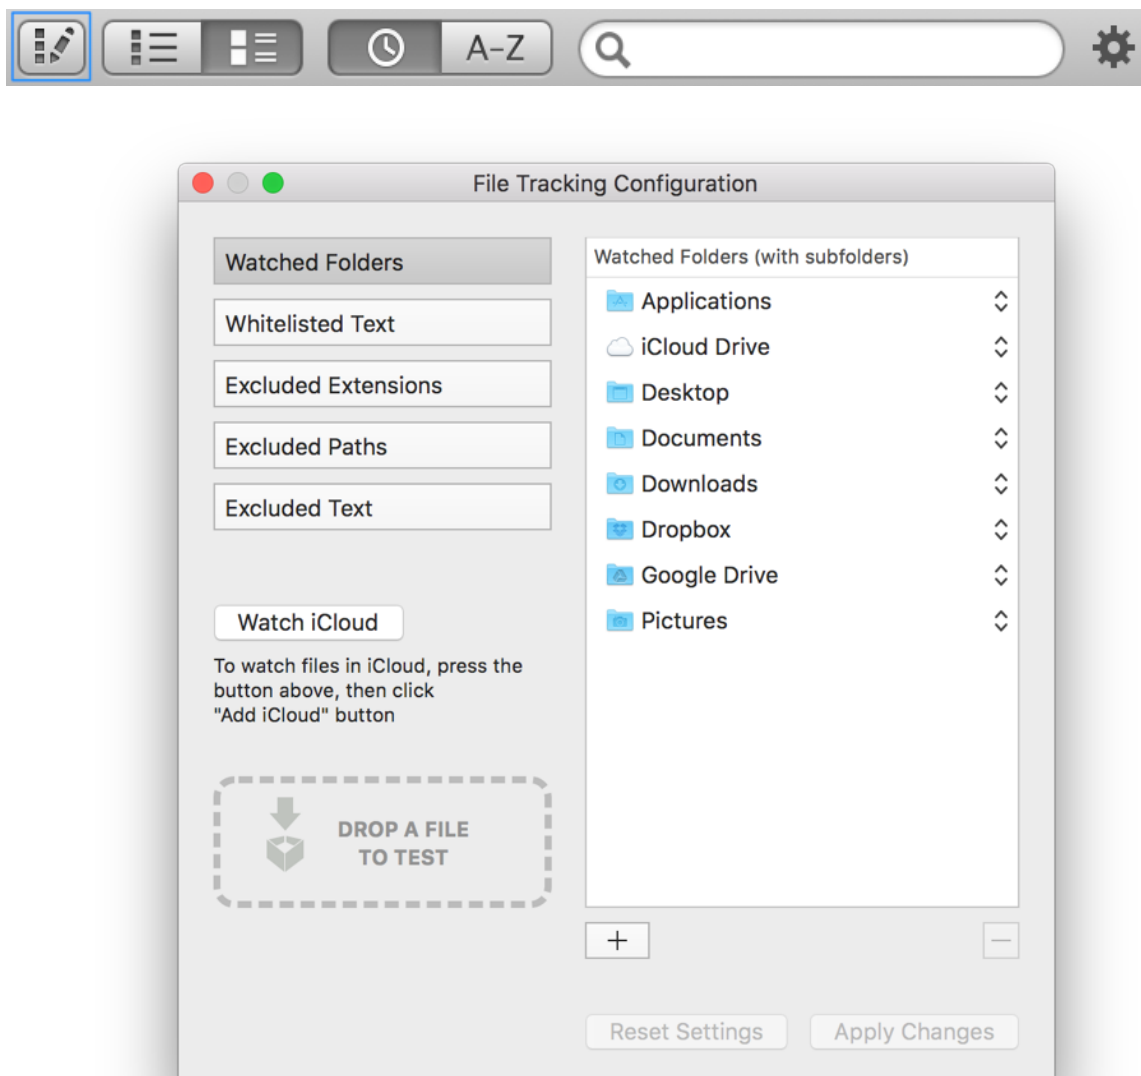 A–Z
File Tracking Configuration
Watched Folders
Whitelisted Text
Excluded Extensions
Excluded Paths
Excluded Text
Watch iCloud
To watch files in iCloud, press the
button above, then click
"Add iCloud" button
DROP A FILE
TO TEST
Watched Folders (with subfolders)
Applications
iCloud Drive
Desktop
Documents
Downloads
Dropbox
Google Drive
Pictures
Reset Settings
Apply Changes